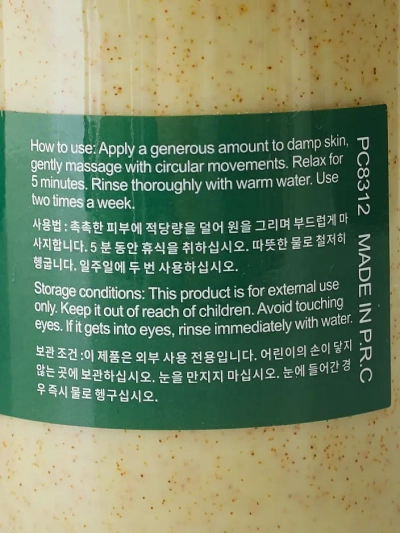 How to use: Apply a generous amount to damp skin,
gently massage with circular movements. Relax for
5 minutes. Rinse thoroughly with warm water. Use
two times a week.
사용법 : 촉촉한 피부에 적당량을 덜어 원을 그리며 부드럽게 마
사지합니다. 5 분 동안 휴식을 취하십시오. 따뜻한 물로 철저히
헹굽니다. 일주일에 두 번 사용하십시오.
Storage conditions: This product is for external use
only. Keep it out of reach of children. Avoid touching
eyes. If it gets into eyes, rinse immediately with water.
보관 조건 :이 제품은 외부 사용 전용입니다. 어린이의 손이 닿지
않는 곳에 보관하십시오. 눈을 만지지 마십시오. 눈에 들어간 경
우 즉시 물로 헹구십시오.
PC8312 MADE IN P.R.C